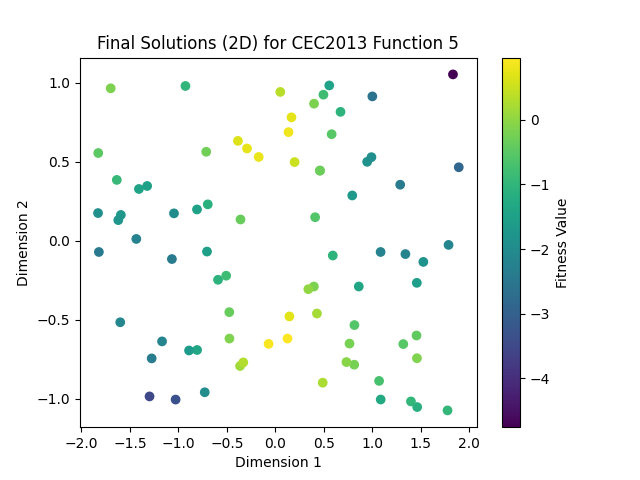 Final Solutions (2D) for CEC2013 Function 5
1.0
0.5
0.0
−0.5
−1.0
Dimension 2
−2.0 −1.5 −1.0 −0.5 0.0 0.5 1.0 1.5 2.0
Dimension 1
0
−1
−2
−3
−4
Fitness Value